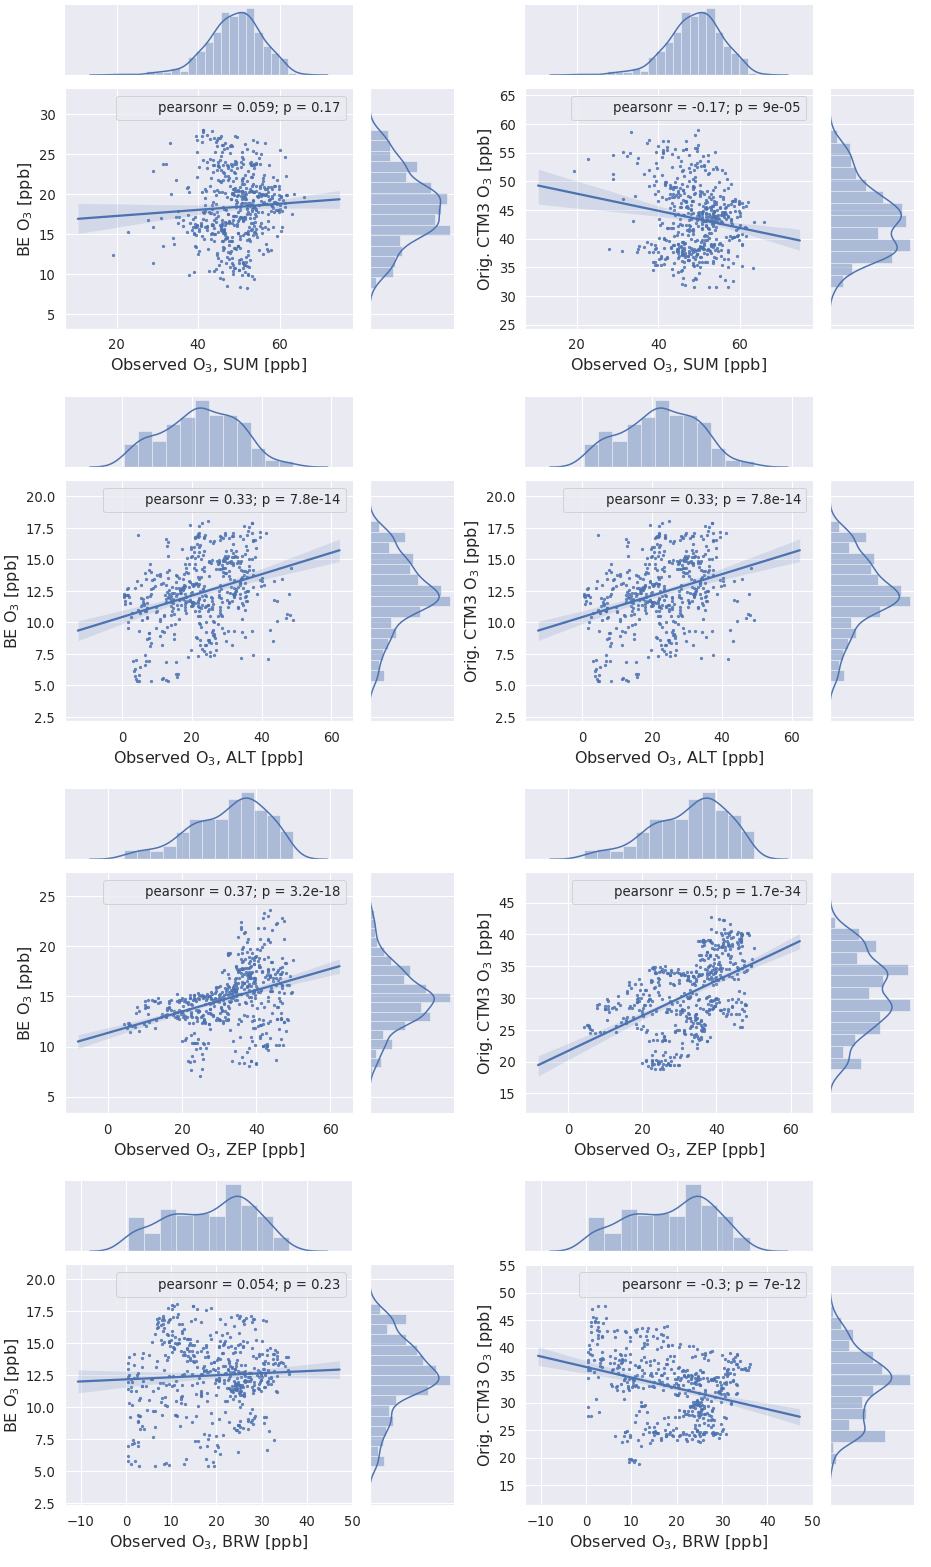 pearsonr = 0.059; p = 0.17
30
25
20
15
10
5
BE O₃ [ppb]
20 40 60
Observed O₃, SUM [ppb]
pearsonr = -0.17; p = 9e-05
65
60
55
50
45
40
35
30
25
Orig. CTM3 O₃ [ppb]
20 40 60
Observed O₃, SUM [ppb]
pearsonr = 0.33; p = 7.8e-14
20.0
17.5
15.0
12.5
10.0
7.5
5.0
2.5
BE O₃ [ppb]
0 20 40 60
Observed O₃, ALT [ppb]
pearsonr = 0.33; p = 7.8e-14
20.0
17.5
15.0
12.5
10.0
7.5
5.0
2.5
Orig. CTM3 O₃ [ppb]
0 20 40 60
Observed O₃, ALT [ppb]
pearsonr = 0.37; p = 3.2e-18
25
20
15
10
5
BE O₃ [ppb]
0 20 40 60
Observed O₃, ZEP [ppb]
pearsonr = 0.5; p = 1.7e-34
45
40
35
30
25
20
15
Orig. CTM3 O₃ [ppb]
0 20 40 60
Observed O₃, ZEP [ppb]
pearsonr = 0.054; p = 0.23
20.0
17.5
15.0
12.5
10.0
7.5
5.0
2.5
BE O₃ [ppb]
−10 0 10 20 30 40 50
Observed O₃, BRW [ppb]
pearsonr = -0.3; p = 7e-12
55
50
45
40
35
30
25
20
15
Orig. CTM3 O₃ [ppb]
−10 0 10 20 30 40 50
Observed O₃, BRW [ppb]